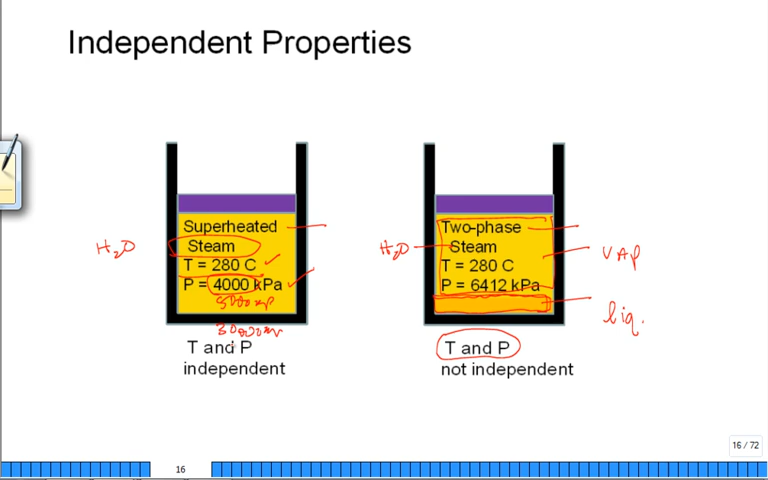 Independent Properties
Superheated
Steam
T = 280 C
P = 4000 kPa
H2O
T and P
independent
Two-phase
Steam
T = 280 C
P = 6412 kPa
H2O
VAP
liq.
T and P
not independent
16 / 72
16